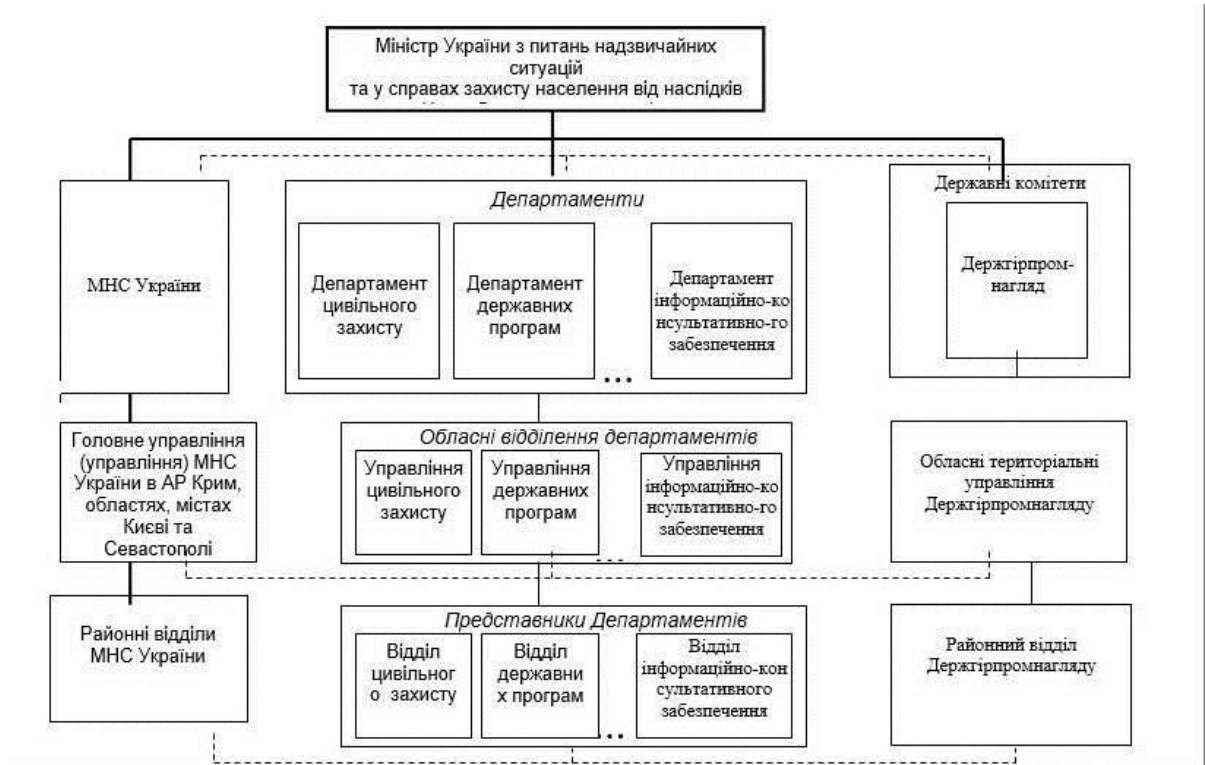 Міністр України з питань надзвичайних
ситуацій
та у справах захисту населення від наслідків
МНС України
Департаменти
Департамент
цивільного
захисту
Департамент
державних
програм
Департамент
інформаційно-ко
нсультативно-го
забезпечення
...
Державні комітети
Держгірпром-
нагляд
Головне управління
(управління) МНС
України в АР Крим,
областях, містах
Києві та
Севастополі
Обласні відділення департаментів
Управління
цивільного
захисту
Управління
державних
програм
Управління
інформаційно-ко
нсультативно-го
забезпечення
...
Обласні територіальні
управління
Держгірпромнагляду
Районні відділи
МНС України
Представники Департаментів
Відділ
цивільног
о захисту
Відділ
державни
х програм
Відділ
інформаційно-кон
сультативного
забезпечення
...
Районний відділ
Держгірпромнагляду